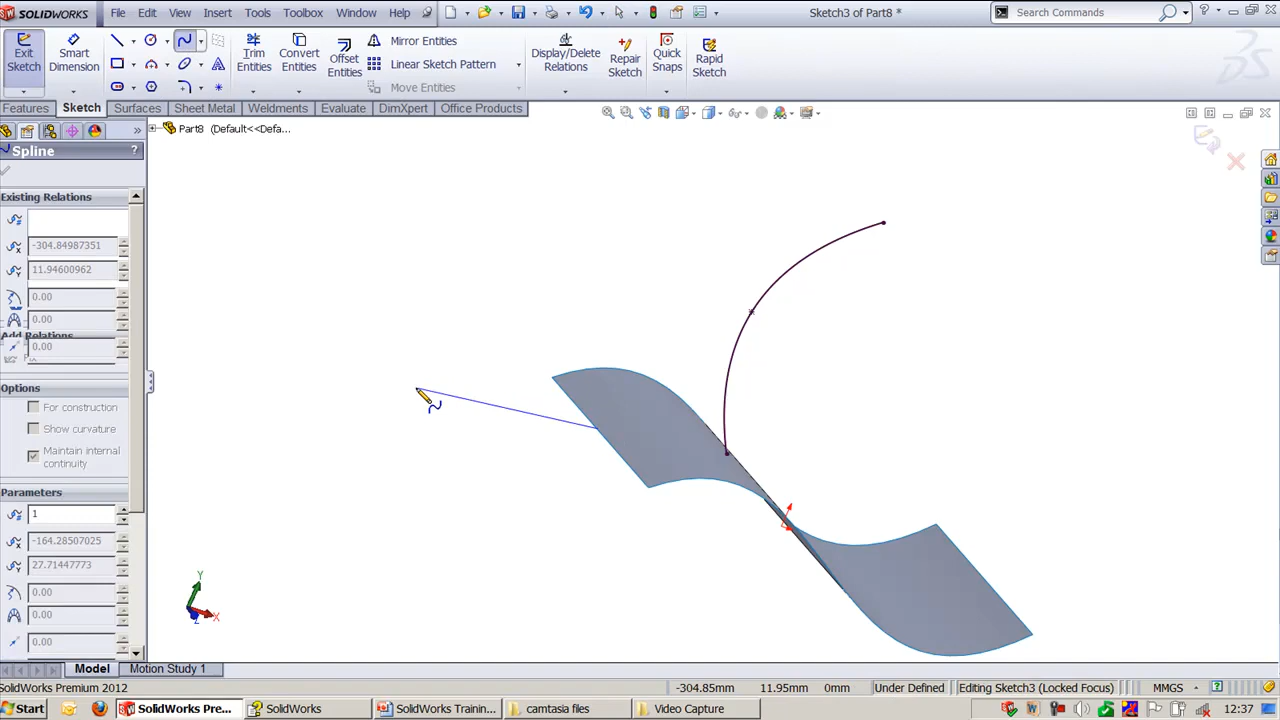 SOLIDWORKS File Edit View Insert Tools Toolbox Window Help Sketch3 of Part8 * Search Commands
Exit Sketch Smart Dimension Trim Entities Convert Entities Offset Entities Mirror Entities Linear Sketch Pattern Move Entities Display/Delete Relations Repair Sketch Quick Snaps Rapid Sketch
Features Sketch Surfaces Sheet Metal Weldments Evaluate DimXpert Office Products
Part8 (Default<<Defa...
Spline ?
Existing Relations
-304.84987351
11.94600962
0.00
0.00
Add Relations
0.00
Options
For construction
Show curvature
Maintain internal
continuity
Parameters
1
-164.28507025
27.71447773
0.00
0.00
0.00
Y
X
Z
Model Motion Study 1
SolidWorks Premium 2012 -304.85mm 11.95mm 0mm Under Defined Editing Sketch3 (Locked Focus) MMGS
Start SolidWorks Pre... SolidWorks SolidWorks Trainin... camtasia files Video Capture 12:37